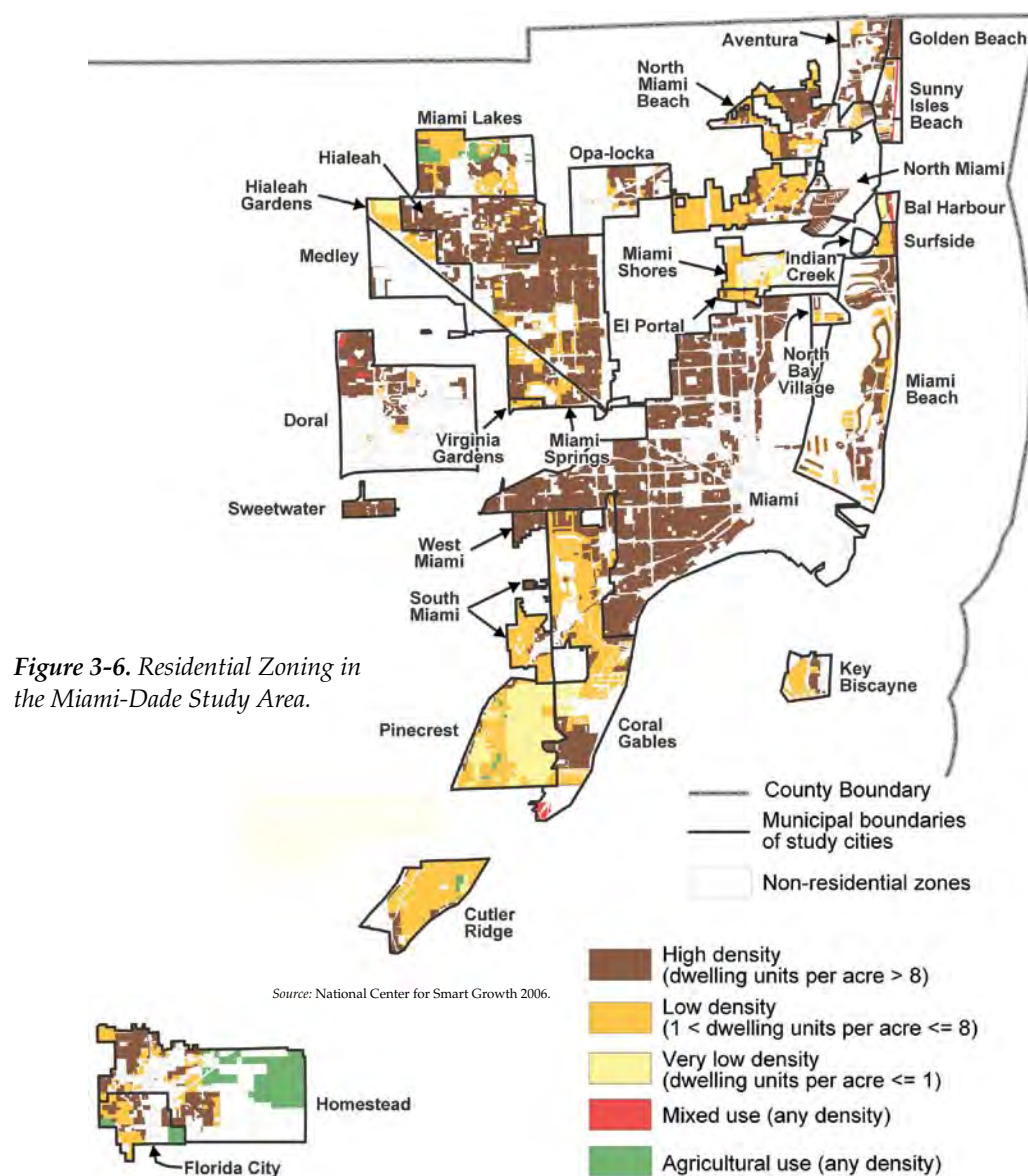 Aventura
Golden Beach
North
Miami
Beach
Sunny
Isles
Beach
Miami Lakes
Hialeah
Opa-locka
North Miami
Hialeah
Gardens
Bal Harbour
Medley
Miami
Shores
Indian
Creek
Surfside
El Portal
North
Bay
Village
Miami
Beach
Doral
Virginia
Gardens
Miami
Springs
Sweetwater
Miami
West
Miami
South
Miami
Figure 3-6. Residential Zoning in
the Miami-Dade Study Area.
Key
Biscayne
Pinecrest
Coral
Gables
County Boundary
Municipal boundaries
of study cities
Non-residential zones
Cutler
Ridge
High density
(dwelling units per acre > 8)
Source: National Center for Smart Growth 2006.
Low density
(1 < dwelling units per acre <= 8)
Very low density
(dwelling units per acre <= 1)
Homestead
Mixed use (any density)
Florida City
Agricultural use (any density)